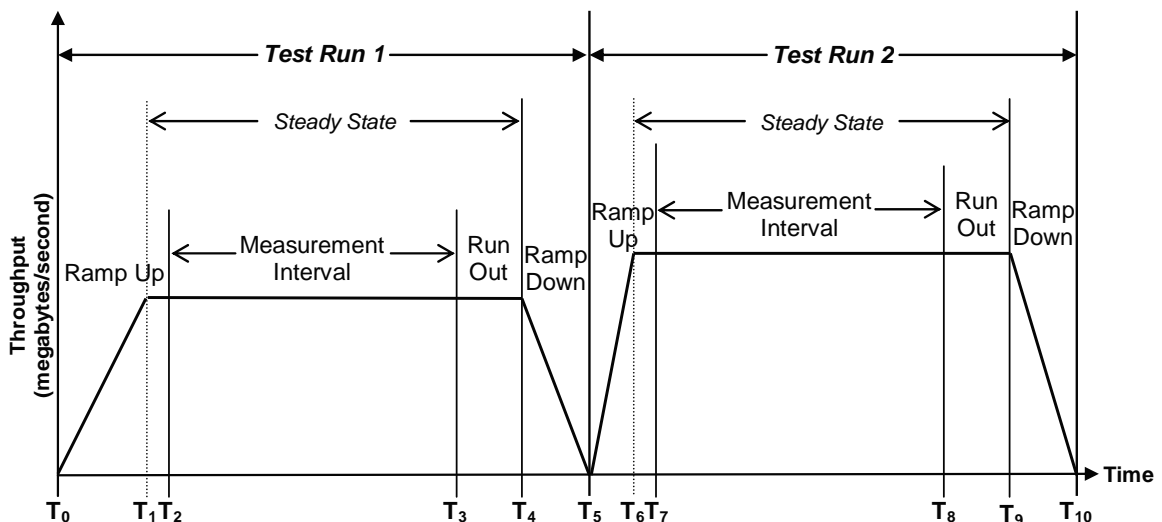 Test Run 1
Test Run 2
Steady State
Steady State
Ramp Up
Measurement
Interval
Run
Out
Ramp
Down
Ramp
Up
Measurement
Interval
Run
Out
Ramp
Down
Throughput
(megabytes/second)
Time
T0 T1 T2 T3 T4 T5 T6 T7 T8 T9 T10